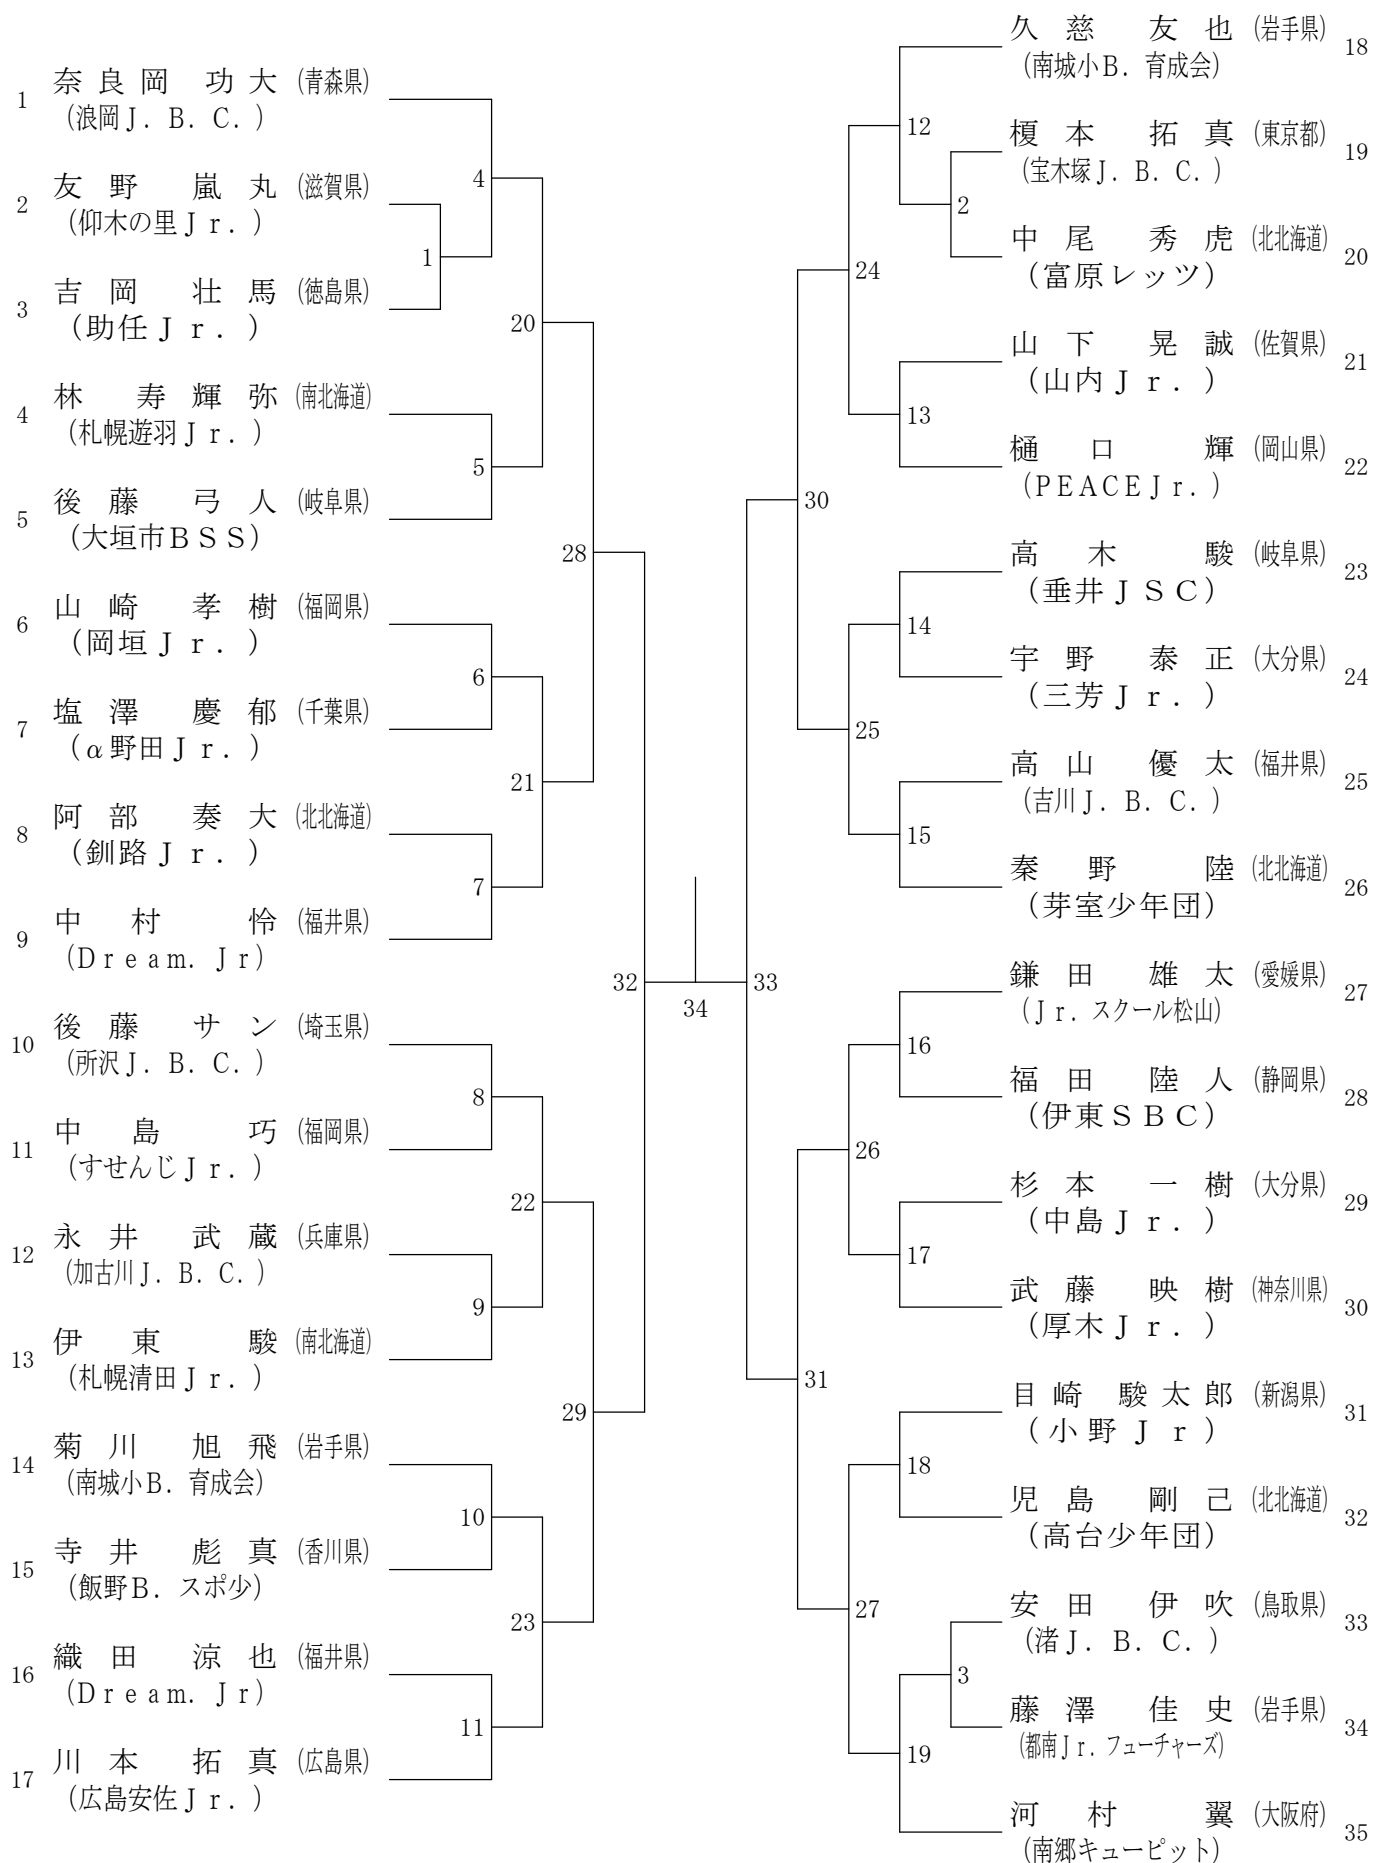 1 奈良岡 功大 (青森県)
(浪岡J. B. C. )
2 友野 嵐丸 (滋賀県)
(仰木の里Jr. )
3 吉岡 壮馬 (徳島県)
(助任Jr. )
4 林 寿輝弥 (南北海道)
(札幌遊羽Jr. )
5 後藤 弓人 (岐阜県)
(大垣市BSS)
6 山崎 孝樹 (福岡県)
(岡垣Jr. )
7 塩澤 慶郁 (千葉県)
(α野田Jr. )
8 阿部 奏大 (北北海道)
(釧路Jr. )
9 中村 怜 (福井県)
(Dream. Jr)
10 後藤 サン (埼玉県)
(所沢J. B. C. )
11 中島 巧 (福岡県)
(すせんじJr. )
12 永井 武蔵 (兵庫県)
(加古川J. B. C. )
13 伊東 駿 (南北海道)
(札幌清田Jr. )
14 菊川 旭飛 (岩手県)
(南城小B. 育成会)
15 寺井 彪真 (香川県)
(飯野B. スポ少)
16 織田 涼也 (福井県)
(Dream. Jr)
17 川本 拓真 (広島県)
(広島安佐Jr. )
1
4
5
6
7
8
9
10
11
20
21
22
23
28
29
32
34
33
30
31
24
25
26
27
12
2
13
14
15
16
17
18
3
19
久慈 友也 (岩手県) 18
(南城小B. 育成会)
榎本 拓真 (東京都) 19
(宝木塚J. B. C. )
中尾 秀虎 (北北海道) 20
(富原レッツ)
山下 晃誠 (佐賀県) 21
(山内Jr. )
樋口 輝 (岡山県) 22
(PEACEJr. )
高木 駿 (岐阜県) 23
(垂井JSC)
宇野 泰正 (大分県) 24
(三芳Jr. )
高山 優太 (福井県) 25
(吉川J. B. C. )
秦野 陸 (北北海道) 26
(芽室少年団)
鎌田 雄太 (愛媛県) 27
(Jr. スクール松山)
福田 陸人 (静岡県) 28
(伊東SBC)
杉本 一樹 (大分県) 29
(中島Jr. )
武藤 映樹 (神奈川県) 30
(厚木Jr. )
目崎 駿太郎 (新潟県) 31
(小野Jr)
児島 剛己 (北北海道) 32
(高台少年団)
安田 伊吹 (鳥取県) 33
(渚J. B. C. )
藤澤 佳史 (岩手県) 34
(都南Jr. フューチャーズ)
河村 翼 (大阪府) 35
(南郷キューピット)